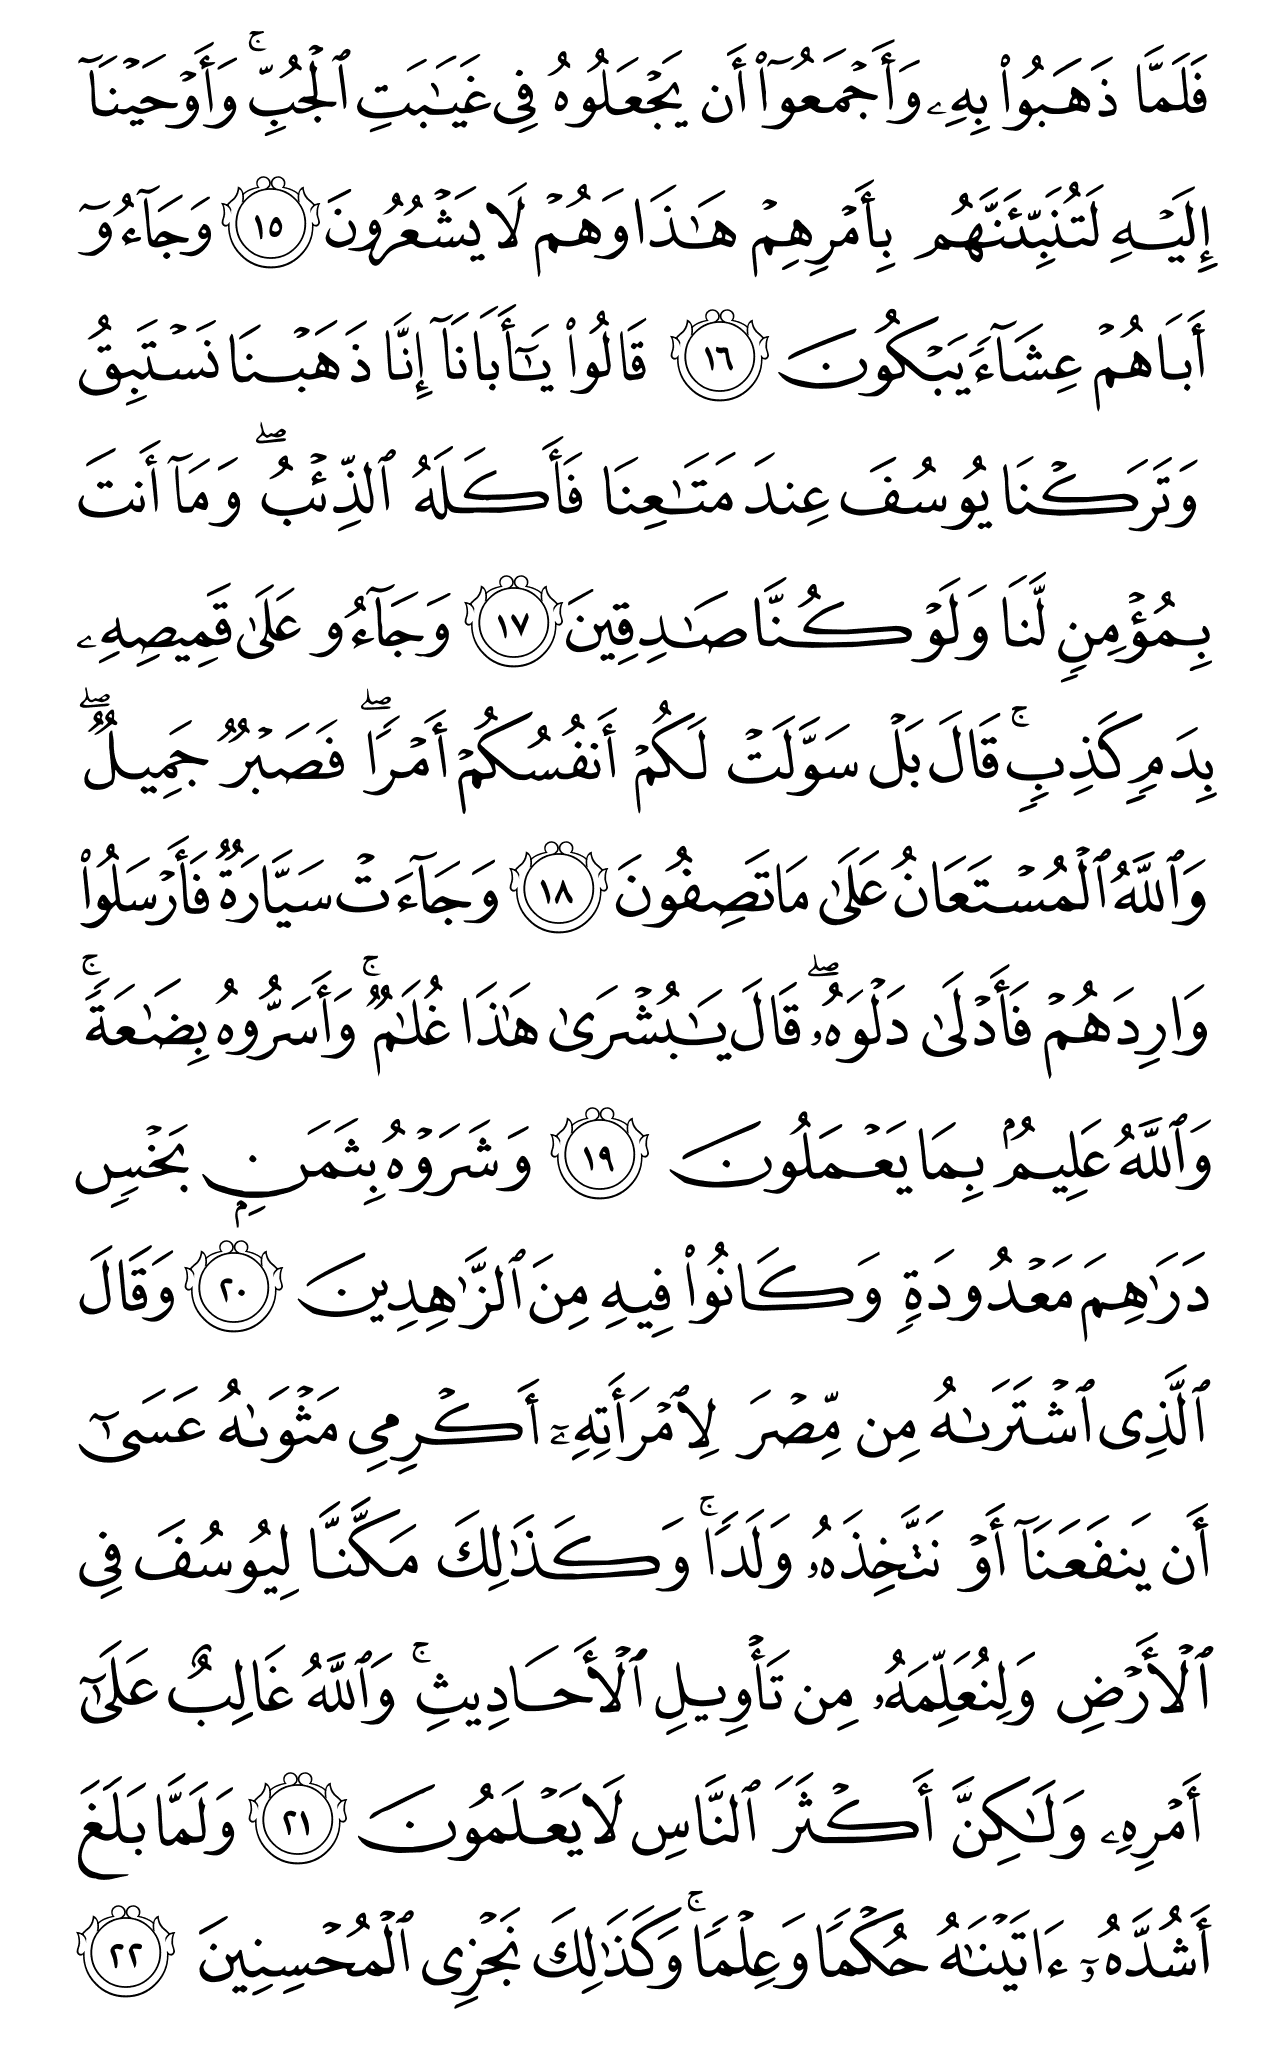 فَلَمَّا ذَهَبُوا۟ بِهِۦ وَأَجْمَعُوٓا۟ أَن يَجْعَلُوهُ فِى غَيَـٰبَتِ ٱلْجُبِّ ۚ وَأَوْحَيْنَآ
إِلَيْهِ لَتُنَبِّئَنَّهُم بِأَمْرِهِمْ هَـٰذَا وَهُمْ لَا يَشْعُرُونَ ١٥ وَجَآءُوٓ
أَبَاهُمْ عِشَآءً يَبْكُونَ ١٦ قَالُوا۟ يَـٰٓأَبَانَآ إِنَّا ذَهَبْنَا نَسْتَبِقُ
وَتَرَكْنَا يُوسُفَ عِندَ مَتَـٰعِنَا فَأَكَلَهُ ٱلذِّئْبُ ۖ وَمَآ أَنتَ
بِمُؤْمِنٍ لَّنَا وَلَوْ كُنَّا صَـٰدِقِينَ ١٧ وَجَآءُو عَلَىٰ قَمِيصِهِۦ
بِدَمٍ كَذِبٍ ۚ قَالَ بَلْ سَوَّلَتْ لَكُمْ أَنفُسُكُمْ أَمْرًا ۖ فَصَبْرٌ جَمِيلٌ ۖ
وَٱللَّهُ ٱلْمُسْتَعَانُ عَلَىٰ مَا تَصِفُونَ ١٨ وَجَآءَتْ سَيَّارَةٌ فَأَرْسَلُوا۟
وَارِدَهُمْ فَأَدْلَىٰ دَلْوَهُۥ ۖ قَالَ يَـٰبُشْرَىٰ هَـٰذَا غُلَـٰمٌ ۚ وَأَسَرُّوهُ بِضَـٰعَةً ۚ
وَٱللَّهُ عَلِيمٌۢ بِمَا يَعْمَلُونَ ١٩ وَشَرَوْهُ بِثَمَنٍۭ بَخْسٍ
دَرَٰهِمَ مَعْدُودَةٍ وَكَانُوا۟ فِيهِ مِنَ ٱلزَّٰهِدِينَ ٢٠ وَقَالَ
ٱلَّذِى ٱشْتَرَىٰهُ مِن مِّصْرَ لِٱمْرَأَتِهِۦٓ أَكْرِمِى مَثْوَىٰهُ عَسَىٰٓ
أَن يَنفَعَنَآ أَوْ نَتَّخِذَهُۥ وَلَدًا ۚ وَكَذَٰلِكَ مَكَّنَّا لِيُوسُفَ فِى
ٱلْأَرْضِ وَلِنُعَلِّمَهُۥ مِن تَأْوِيلِ ٱلْأَحَادِيثِ ۚ وَٱللَّهُ غَالِبٌ عَلَىٰٓ
أَمْرِهِۦ وَلَـٰكِنَّ أَكْثَرَ ٱلنَّاسِ لَا يَعْلَمُونَ ٢١ وَلَمَّا بَلَغَ
أَشُدَّهُۥٓ ءَاتَيْنَـٰهُ حُكْمًا وَعِلْمًا ۚ وَكَذَٰلِكَ نَجْزِى ٱلْمُحْسِنِينَ ٢٢